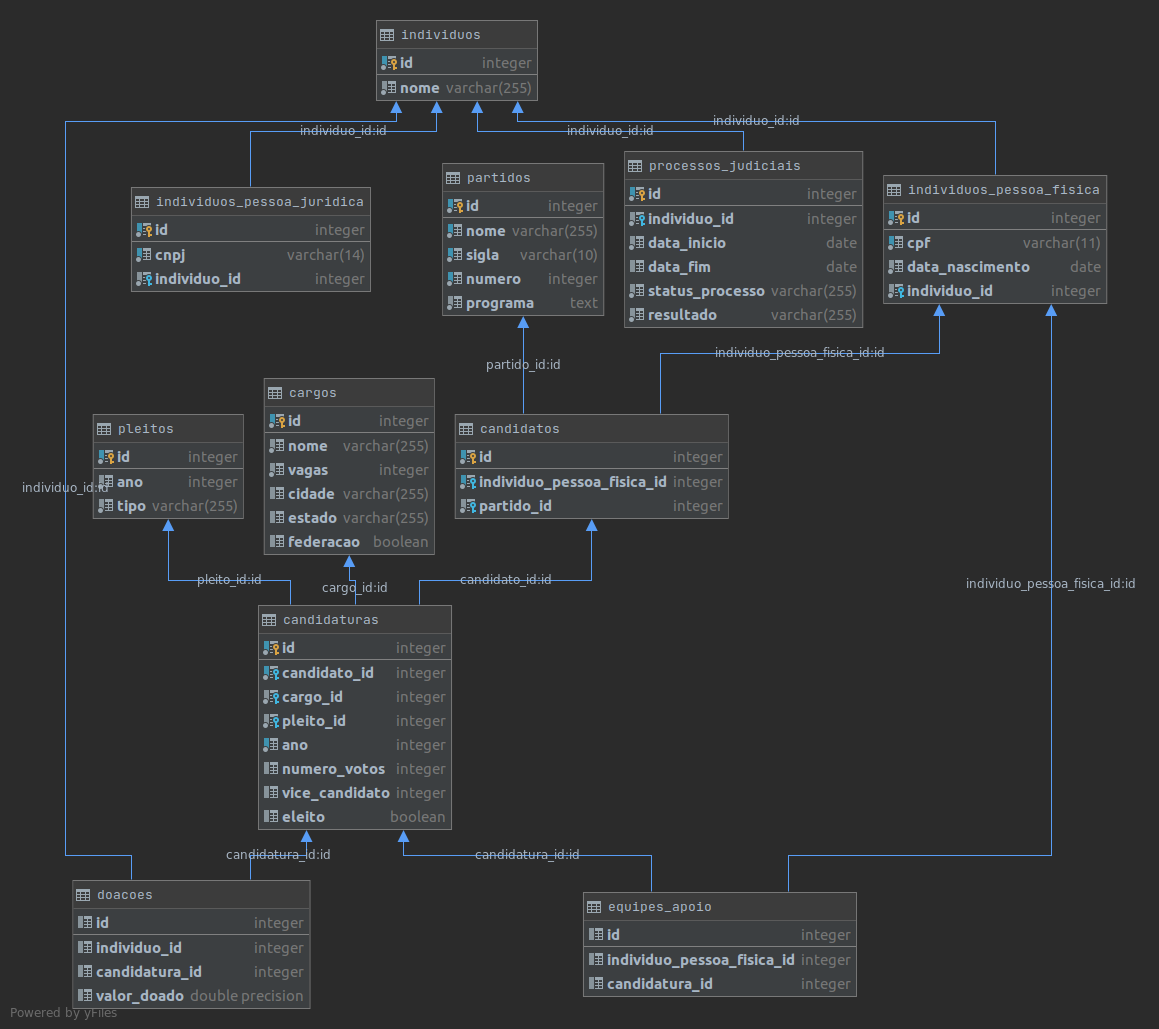 individuos
id integer
nome varchar(255)
individuo_id:id
individuo_id:id
individuo_id:id
individuos_pessoa_juridica
id integer
cnpj varchar(14)
individuo_id integer
partidos
id integer
nome varchar(255)
sigla varchar(10)
numero integer
programa text
processos_judiciais
id integer
individuo_id integer
data_inicio date
data_fim date
status_processo varchar(255)
resultado varchar(255)
individuos_pessoa_fisica
id integer
cpf varchar(11)
data_nascimento date
individuo_id integer
partido_id:id
individuo_pessoa_fisica_id:id
pleitos
id integer
ano integer
tipo varchar(255)
individuo_id:id
cargos
id integer
nome varchar(255)
vagas integer
cidade varchar(255)
estado varchar(255)
federacao boolean
candidatos
id integer
individuo_pessoa_fisica_id integer
partido_id integer
pleito_id:id
cargo_id:id
candidato_id:id
individuo_pessoa_fisica_id:id
candidaturas
id integer
candidato_id integer
cargo_id integer
pleito_id integer
ano integer
numero_votos integer
vice_candidato integer
eleito boolean
candidatura_id:id
candidatura_id:id
doacoes
id integer
individuo_id integer
candidatura_id integer
valor_doado double precision
equipes_apoio
id integer
individuo_pessoa_fisica_id integer
candidatura_id integer
Powered by yFiles